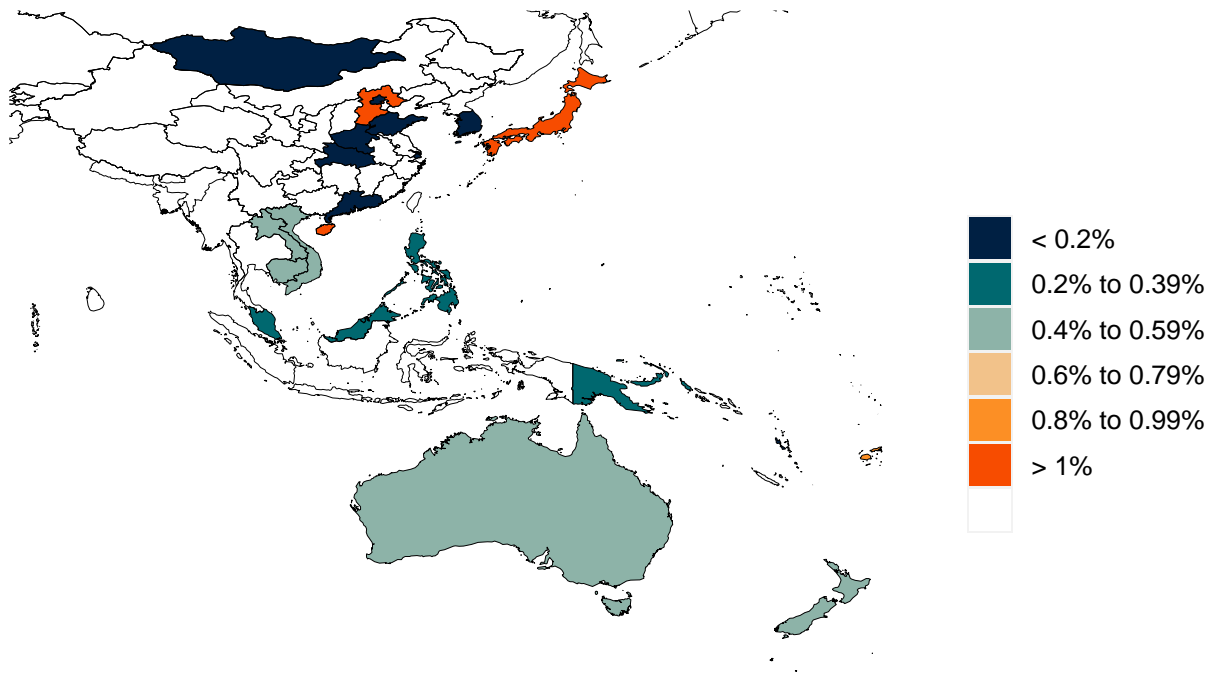 < 0.2%
0.2% to 0.39%
0.4% to 0.59%
0.6% to 0.79%
0.8% to 0.99%
> 1%